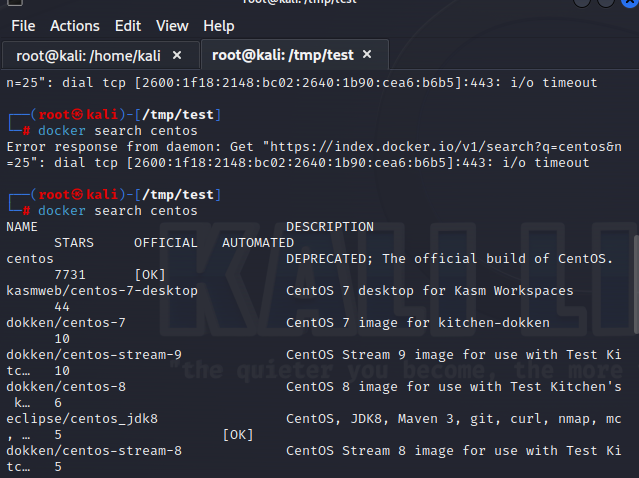 root@kali: /tmp/test
File Actions Edit View Help
root@kali: /home/kali × root@kali: /tmp/test ×
n=25": dial tcp [2600:1f18:2148:bc02:2640:1b90:cea6:b6b5]:443: i/o timeout
┌──(root㉿kali)-[/tmp/test]
└─# docker search centos
Error response from daemon: Get "https://index.docker.io/v1/search?q=centos&n
=25": dial tcp [2600:1f18:2148:bc02:2640:1b90:cea6:b6b5]:443: i/o timeout
┌──(root㉿kali)-[/tmp/test]
└─# docker search centos
NAME DESCRIPTION
STARS OFFICIAL AUTOMATED
centos DEPRECATED; The official build of CentOS.
7731 [OK]
kasmweb/centos-7-desktop CentOS 7 desktop for Kasm Workspaces
44
dokken/centos-7 CentOS 7 image for kitchen-dokken
10
dokken/centos-stream-9 CentOS Stream 9 image for use with Test Ki
tc… 10
dokken/centos-8 CentOS 8 image for use with Test Kitchen's
k… 6
eclipse/centos_jdk8 CentOS, JDK8, Maven 3, git, curl, nmap, mc
, … 5 [OK]
dokken/centos-stream-8 CentOS Stream 8 image for use with Test Ki
tc… 5
KALI LI
"the quieter you become, the more